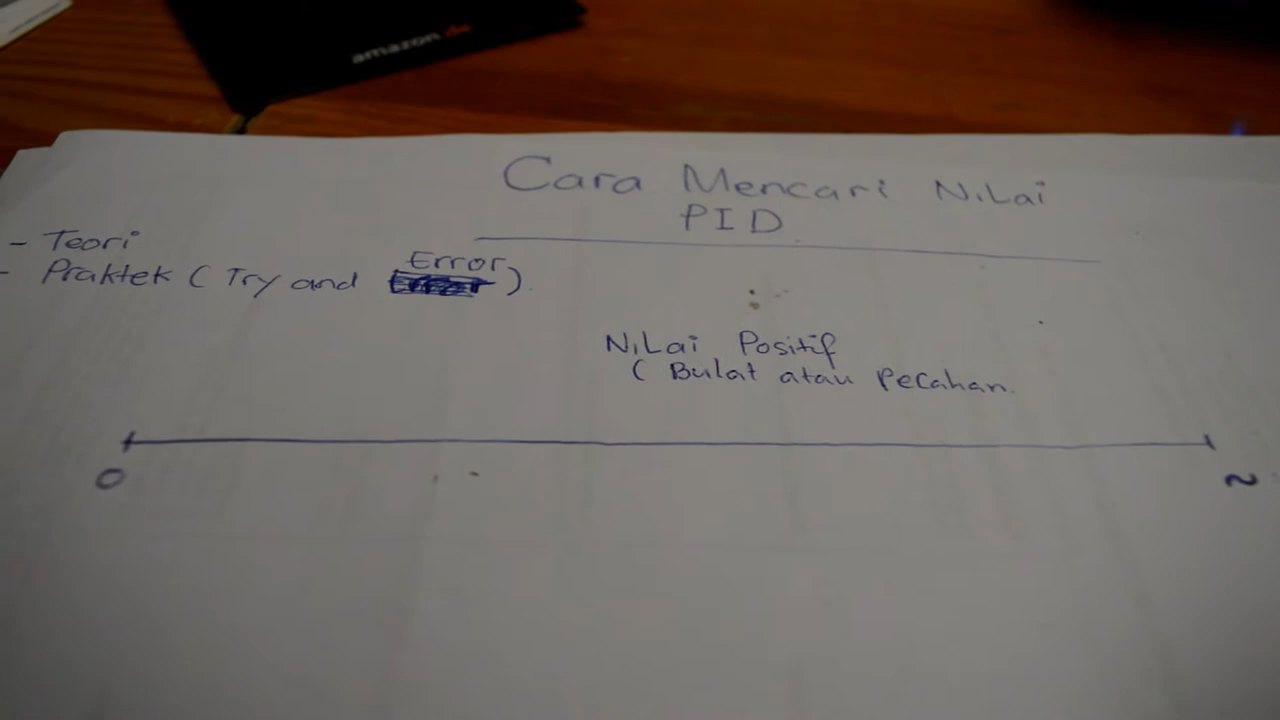 amazon.de
Cara Mencari Nilai
PID
- Teori
- Praktek (Try and Error)
Nilai Positif
( Bulat atau Pecahan.
0 ~